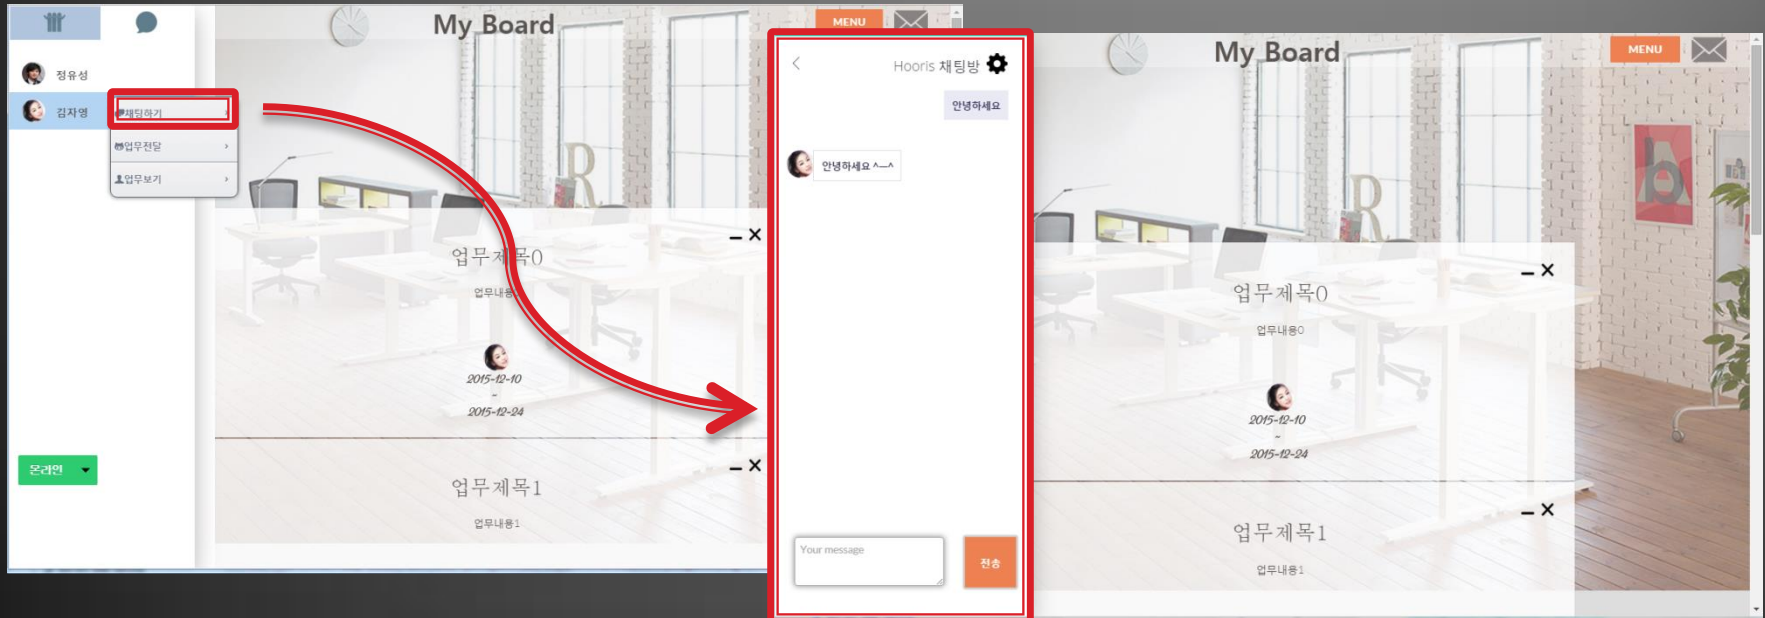 My Board
MENU
정유성
김자영
채팅하기
업무전달
업무보기
온라인
업무제목0
업무내용
2015-12-10
~
2015-12-24
업무제목1
업무내용1
Hooris 채팅방
안녕하세요
안녕하세요 ^—^
Your message
전송
My Board
MENU
업무제목0
업무내용0
2015-12-10
~
2015-12-24
업무제목1
업무내용1